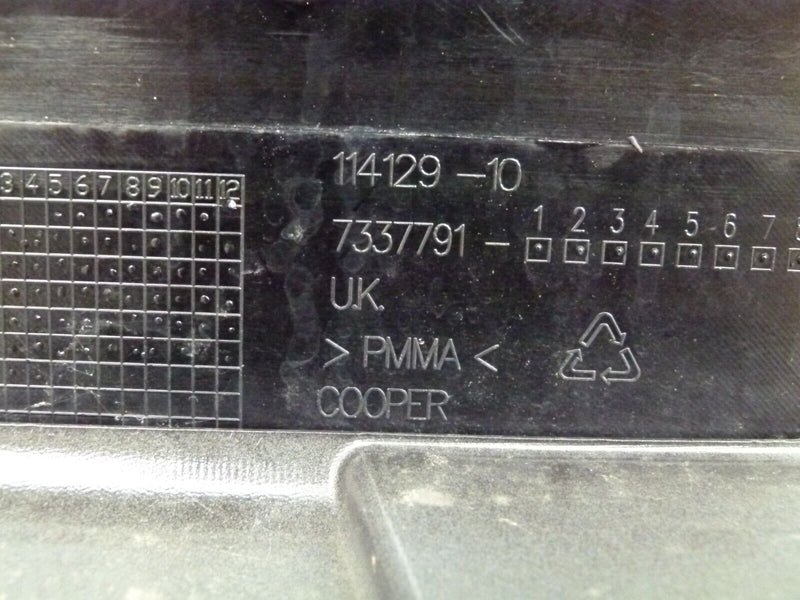 114129 -10
3 4 5 6 7 8 9 10 11 12
7337791 - 1 2 3 4 5 6 7
U.K.
> PMMA <
COOPER